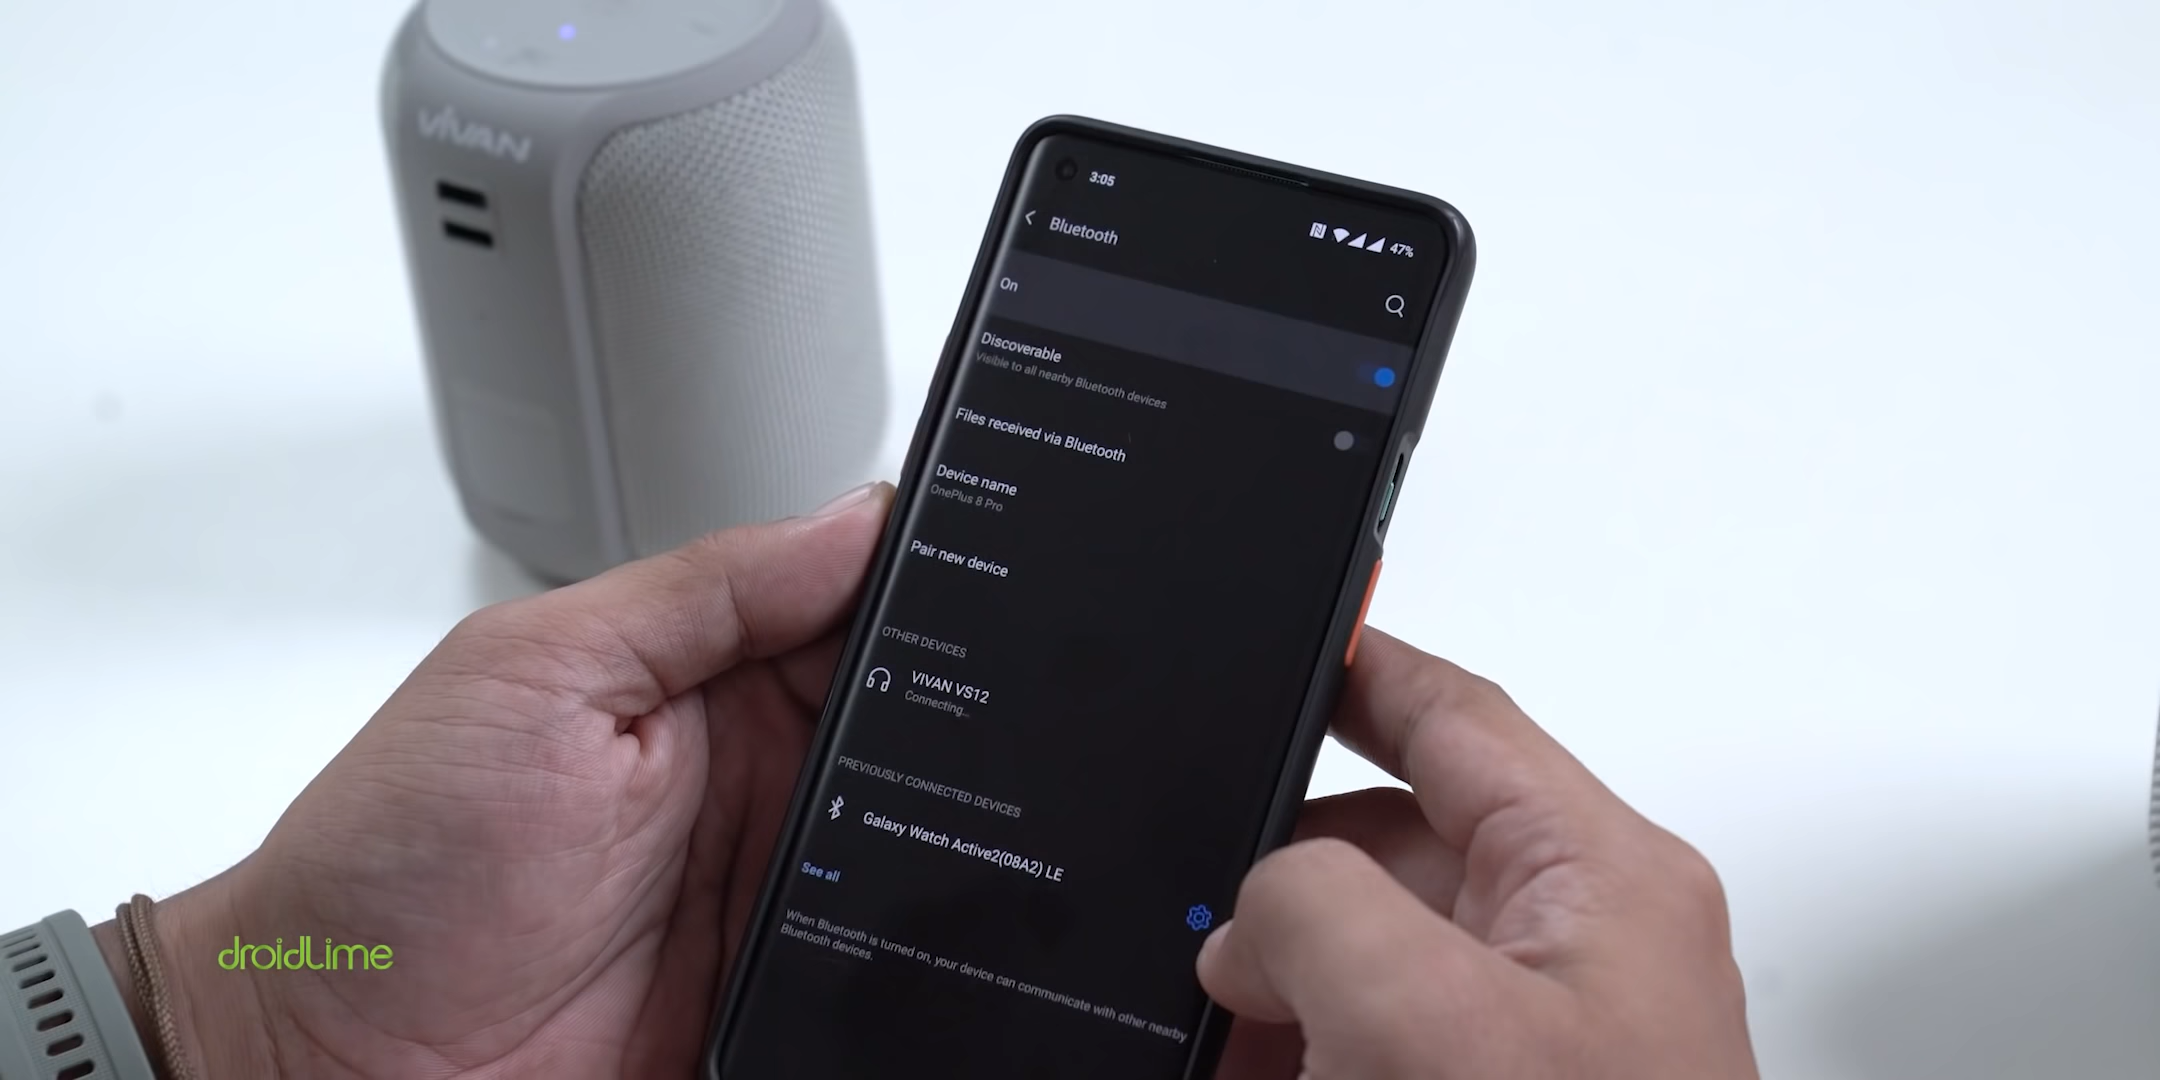 VIVAN
3:05
47%
Bluetooth
On
Discoverable
Visible to all nearby Bluetooth devices
Files received via Bluetooth
Device name
OnePlus 8 Pro
Pair new device
OTHER DEVICES
VIVAN VS12
Connecting...
PREVIOUSLY CONNECTED DEVICES
Galaxy Watch Active2(08A2) LE
See all
When Bluetooth is turned on, your device can communicate with other nearby
Bluetooth devices.
droidLime